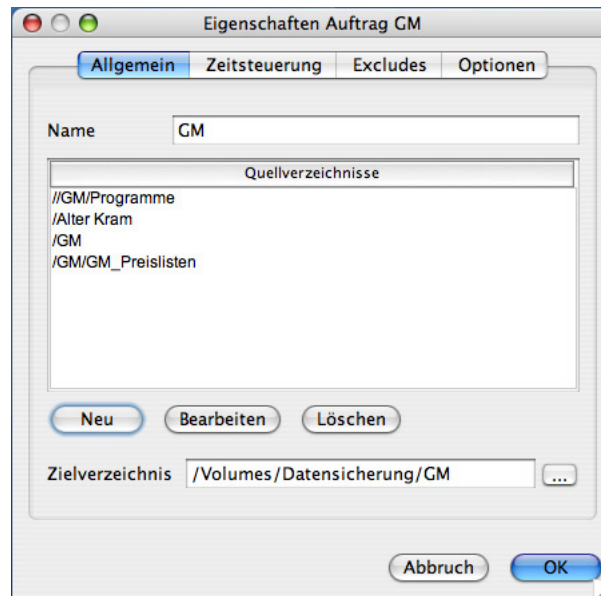 Eigenschaften Auftrag GM
Allgemein Zeitsteuerung Excludes Optionen
Name GM
Quellverzeichnisse
//GM/Programme
/Alter Kram
/GM
/GM/GM_Preislisten
Neu Bearbeiten Löschen
Zielverzeichnis /Volumes/Datensicherung/GM ...
Abbruch OK